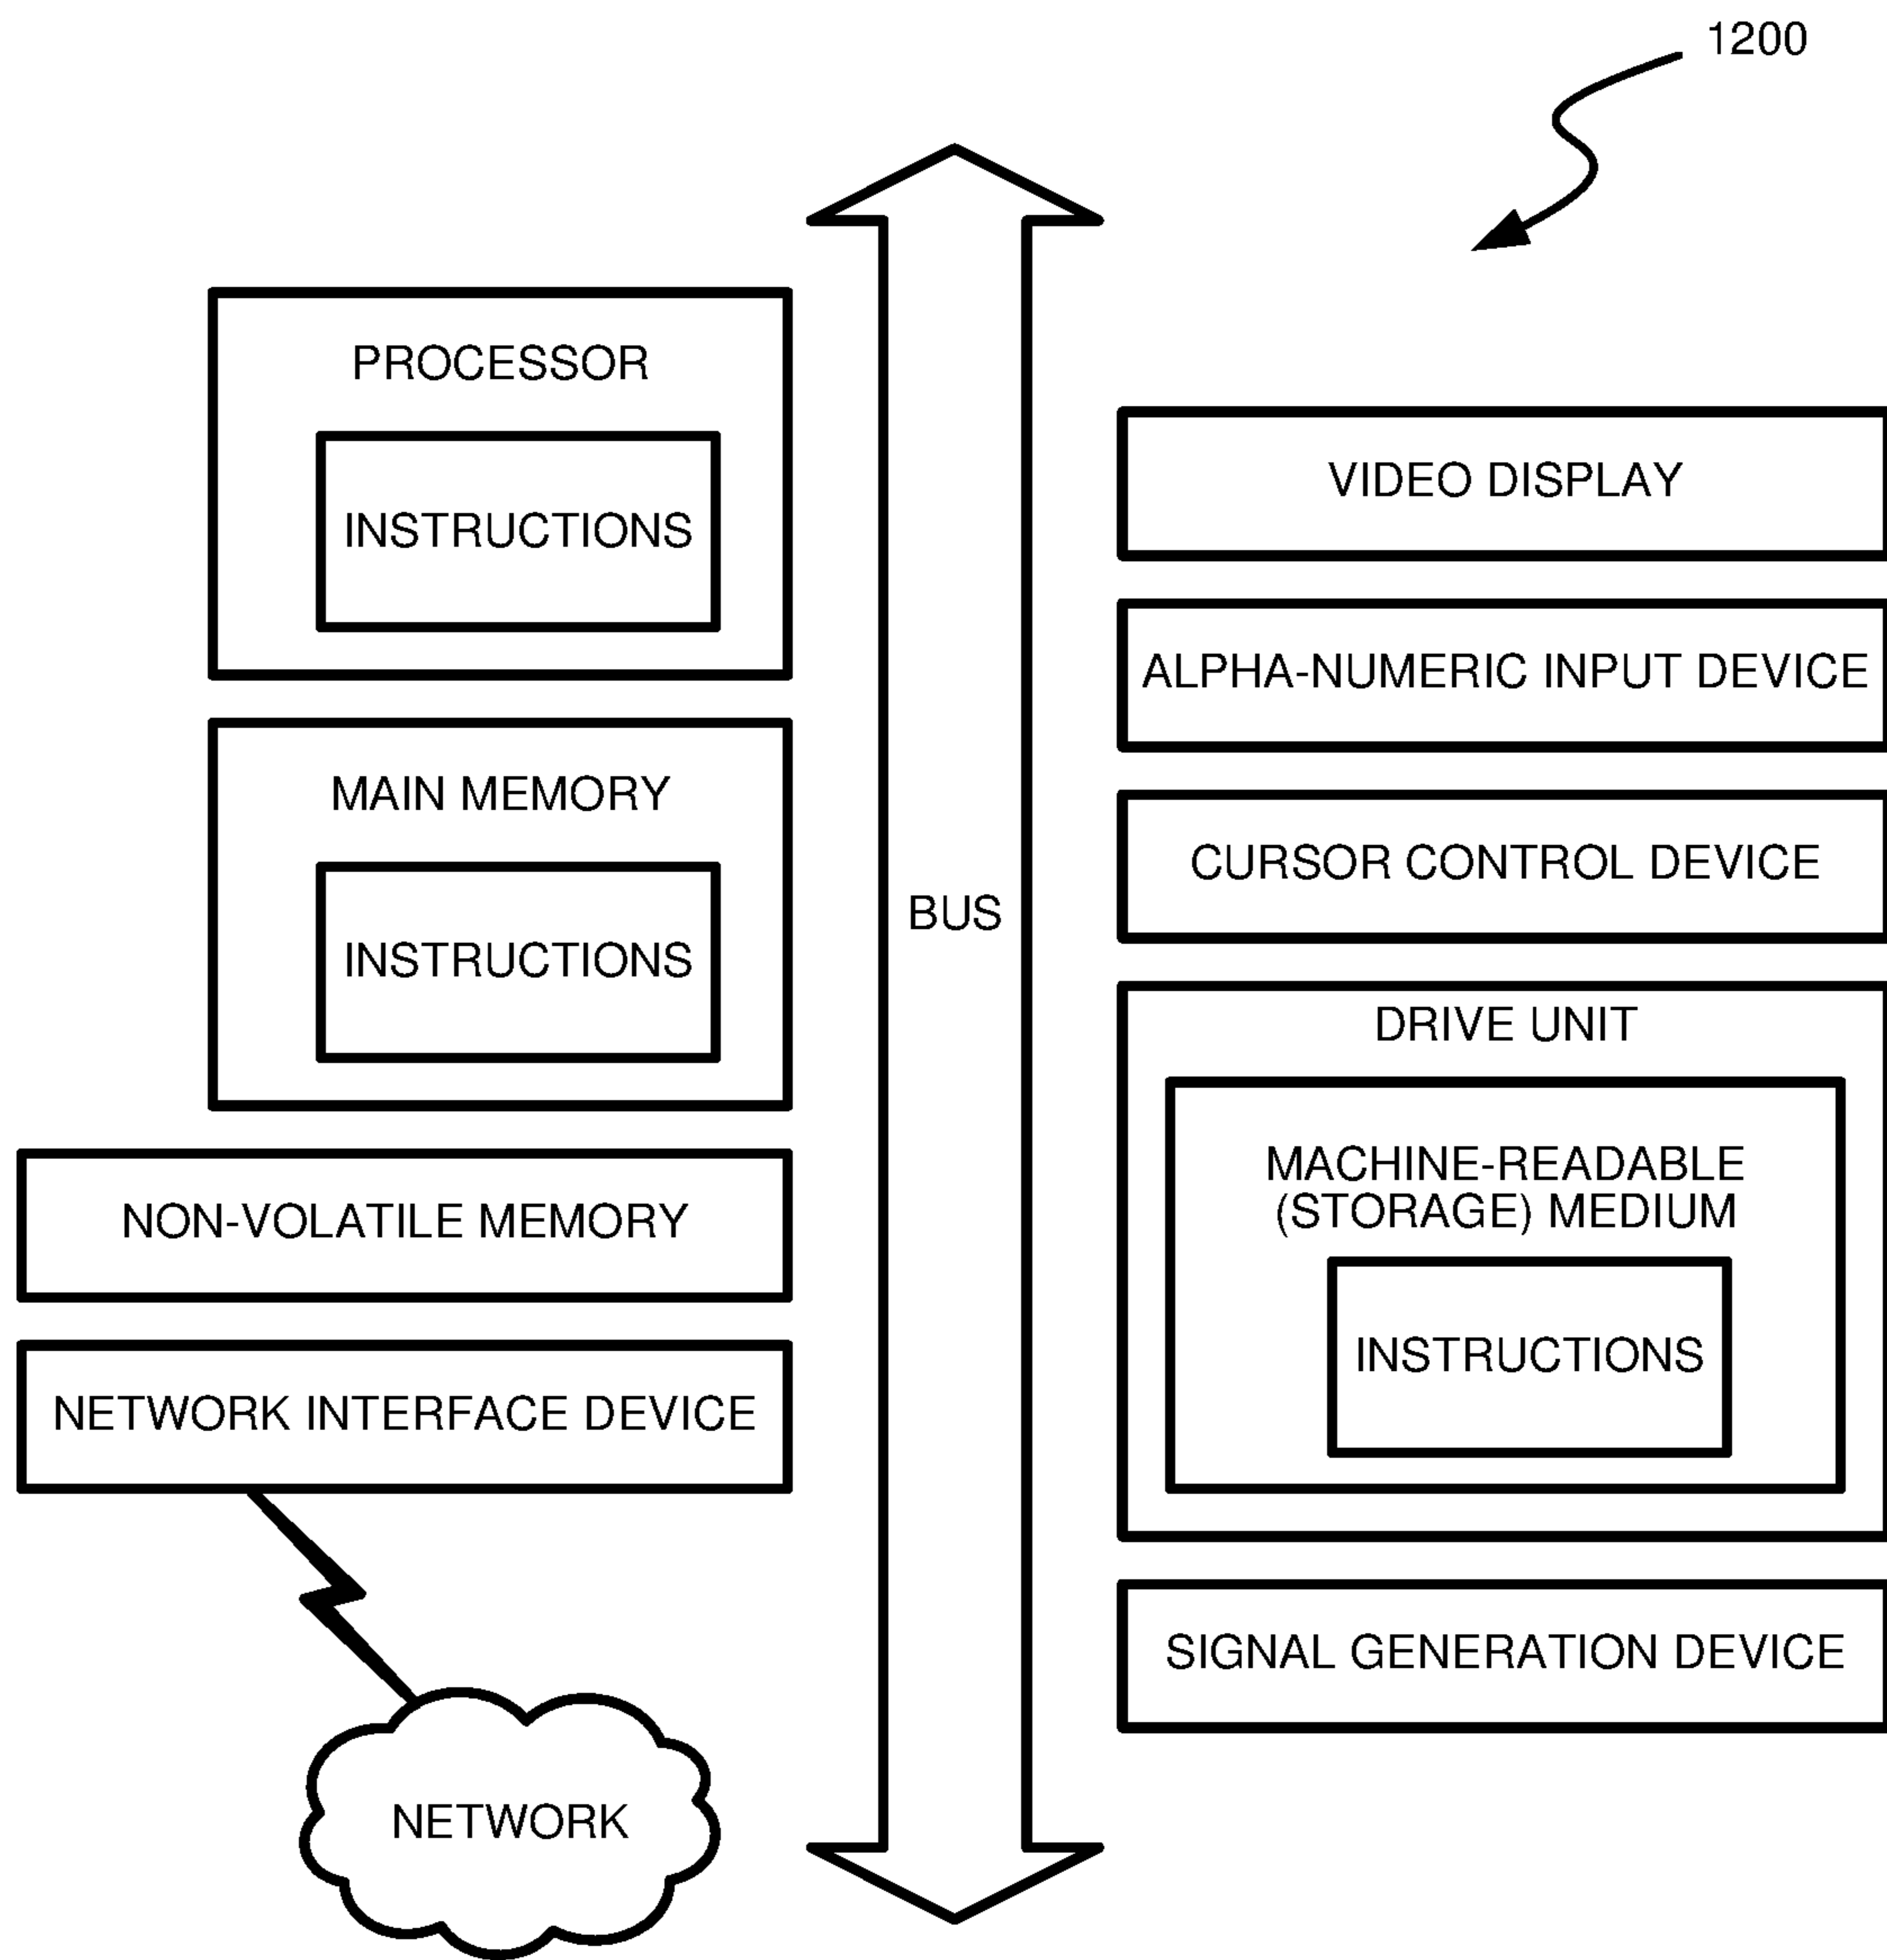 1200
PROCESSOR
INSTRUCTIONS
MAIN MEMORY
INSTRUCTIONS
NON-VOLATILE MEMORY
NETWORK INTERFACE DEVICE
NETWORK
BUS
VIDEO DISPLAY
ALPHA-NUMERIC INPUT DEVICE
CURSOR CONTROL DEVICE
DRIVE UNIT
MACHINE-READABLE
(STORAGE) MEDIUM
INSTRUCTIONS
SIGNAL GENERATION DEVICE